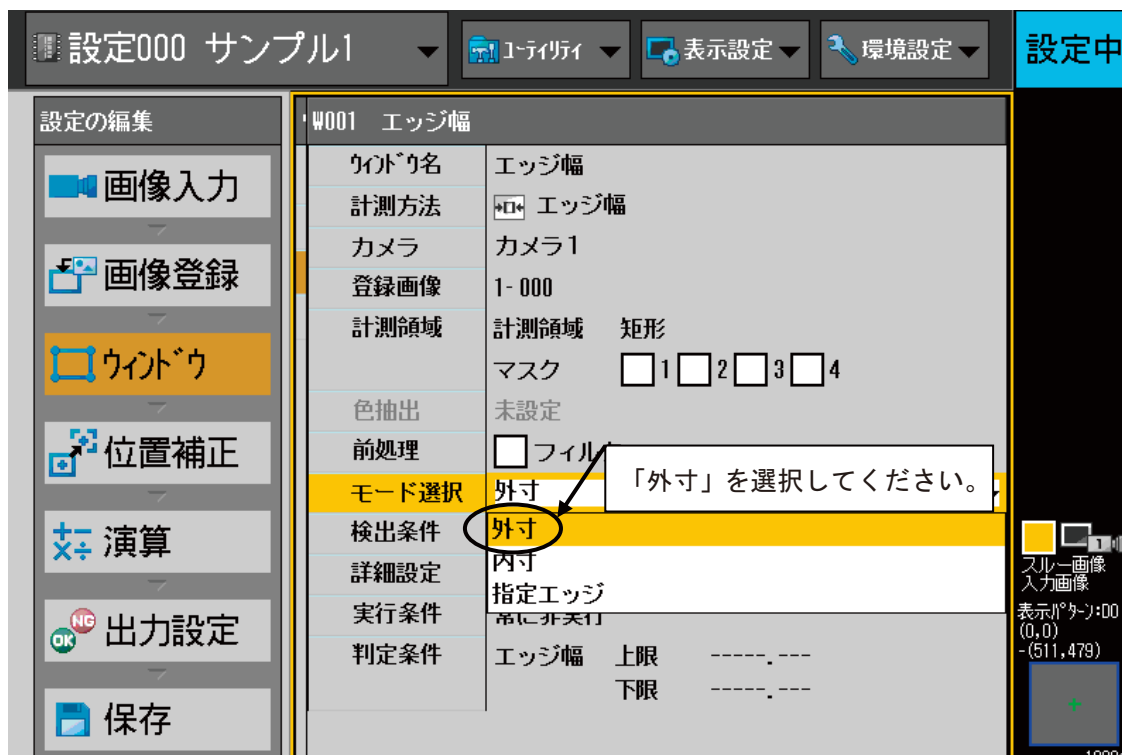 設定000 サンプル1
ﾕｰﾃｨﾘﾃｨ
表示設定
環境設定
設定中
設定の編集
画像入力
画像登録
ｳｨﾝﾄﾞｳ
位置補正
演算
出力設定
保存
W001 エッジ幅
ｳｨﾝﾄﾞｳ名 エッジ幅
計測方法 エッジ幅
カメラ カメラ1
登録画像 1-000
計測領域 計測領域 矩形
マスク 1 2 3 4
色抽出 未設定
前処理 フィル
「外寸」を選択してください。
モード選択 外寸
外寸
内寸
指定エッジ
検出条件
詳細設定
実行条件 常に非実行
判定条件 エッジ幅 上限 -----.---
下限 -----.---
1
スルー画像
入力画像
表示ﾊﾟﾀｰﾝ:D0
(0,0)
-(511,479)